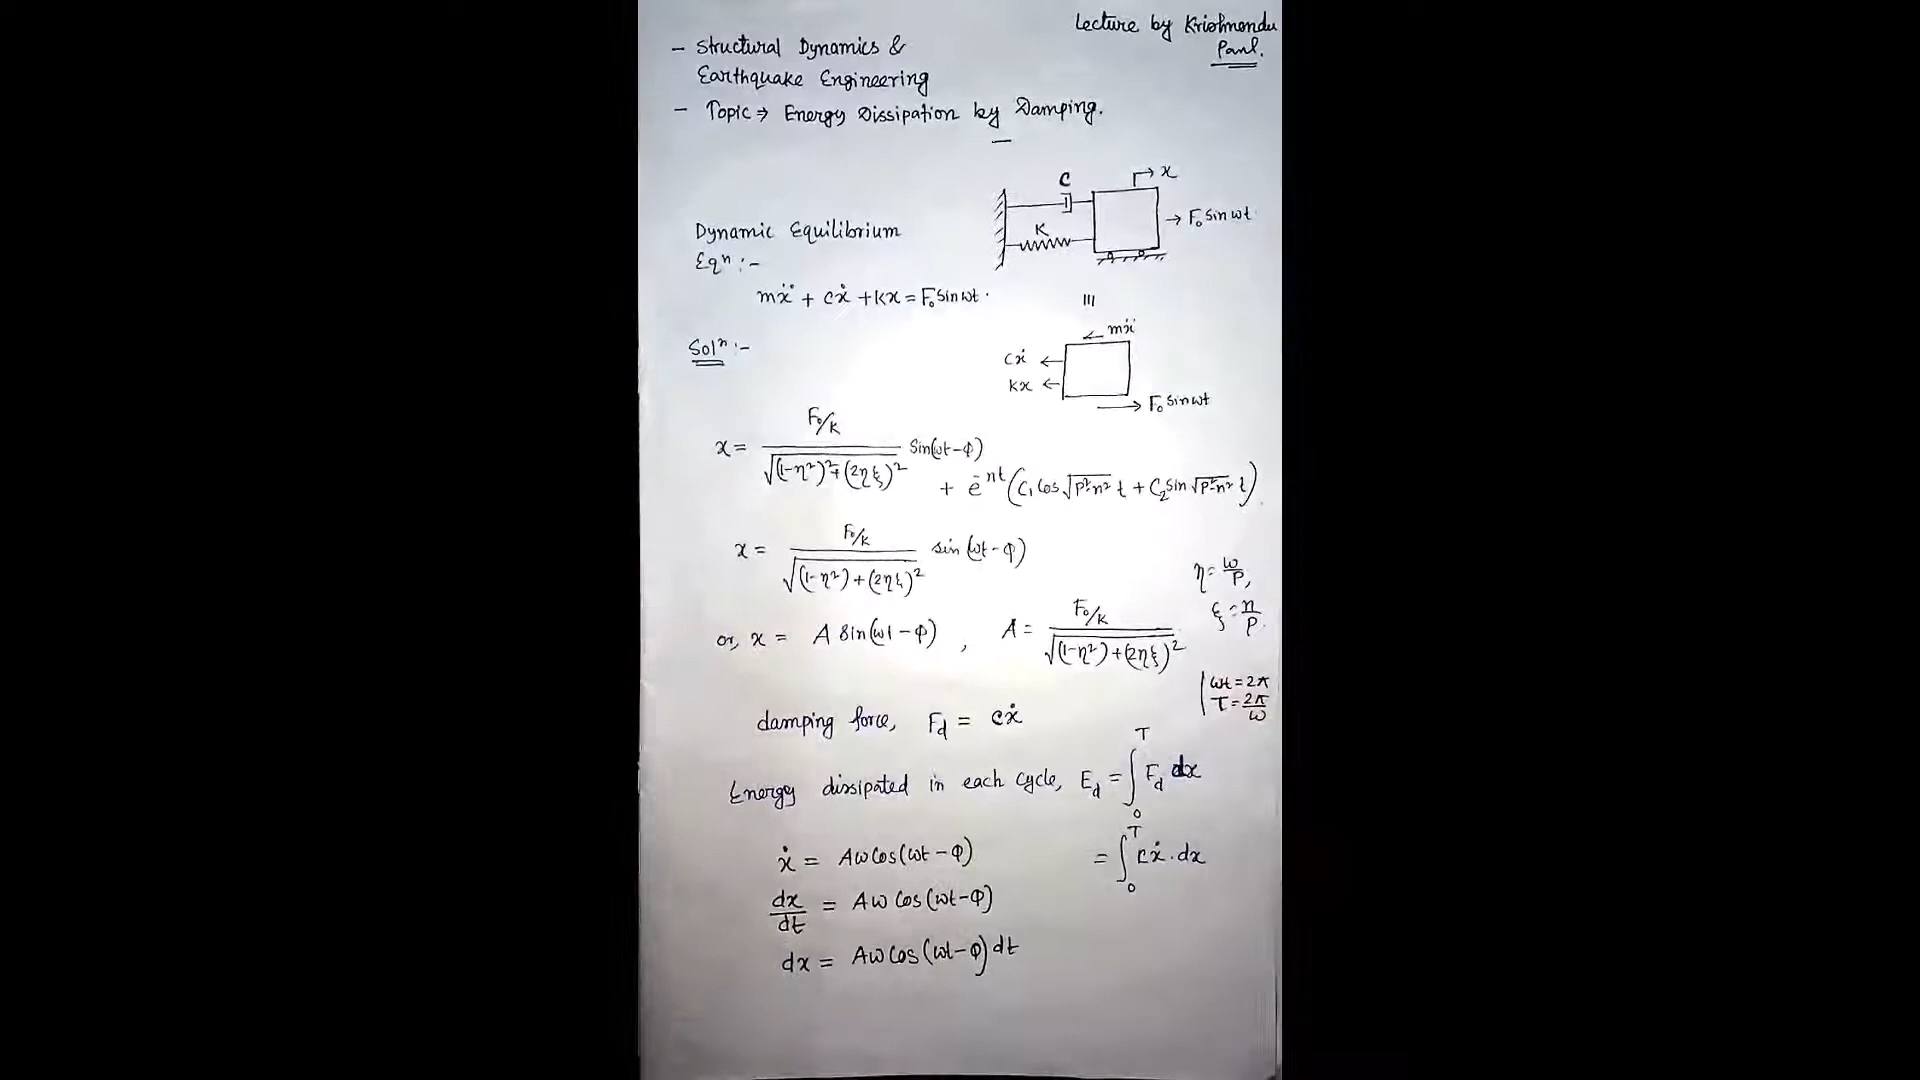 Lecture by Krishnendu
Paul.
- Structural Dynamics &
Earthquake Engineering
- Topic ⇒ Energy Dissipation by Damping.
C
→ x
K
→ F₀ sin ωt
Dynamic Equilibrium
Eqⁿ :-
mẍ + cẋ + kx = F₀ sin ωt.
|||
Solⁿ :-
← mẍ
cẋ ←
kx ←
→ F₀ sin ωt
x = (F₀/k) / √((1-η²)² + (2ηξ)²) Sin(ωt-φ)
+ e^-nt (C₁ Cos √(p²-n²) t + C₂ Sin √(p²-n²) t)
x = (F₀/k) / √((1-η²) + (2ηξ)²) sin (ωt-φ)
η = ω/p,
ξ = n/p.
or, x = A Sin(ωt - φ) , A = (F₀/k) / √((1-η²) + (2ηξ)²)
ωt = 2π
T = 2π/ω
damping force, F_d = cẋ
Energy dissipated in each cycle, E_d = ∫₀ᵀ F_d dx
= ∫₀ᵀ cẋ . dx
ẋ = Aω Cos(ωt - φ)
dx/dt = Aω Cos (ωt-φ)
dx = Aω Cos (ωt-φ) dt